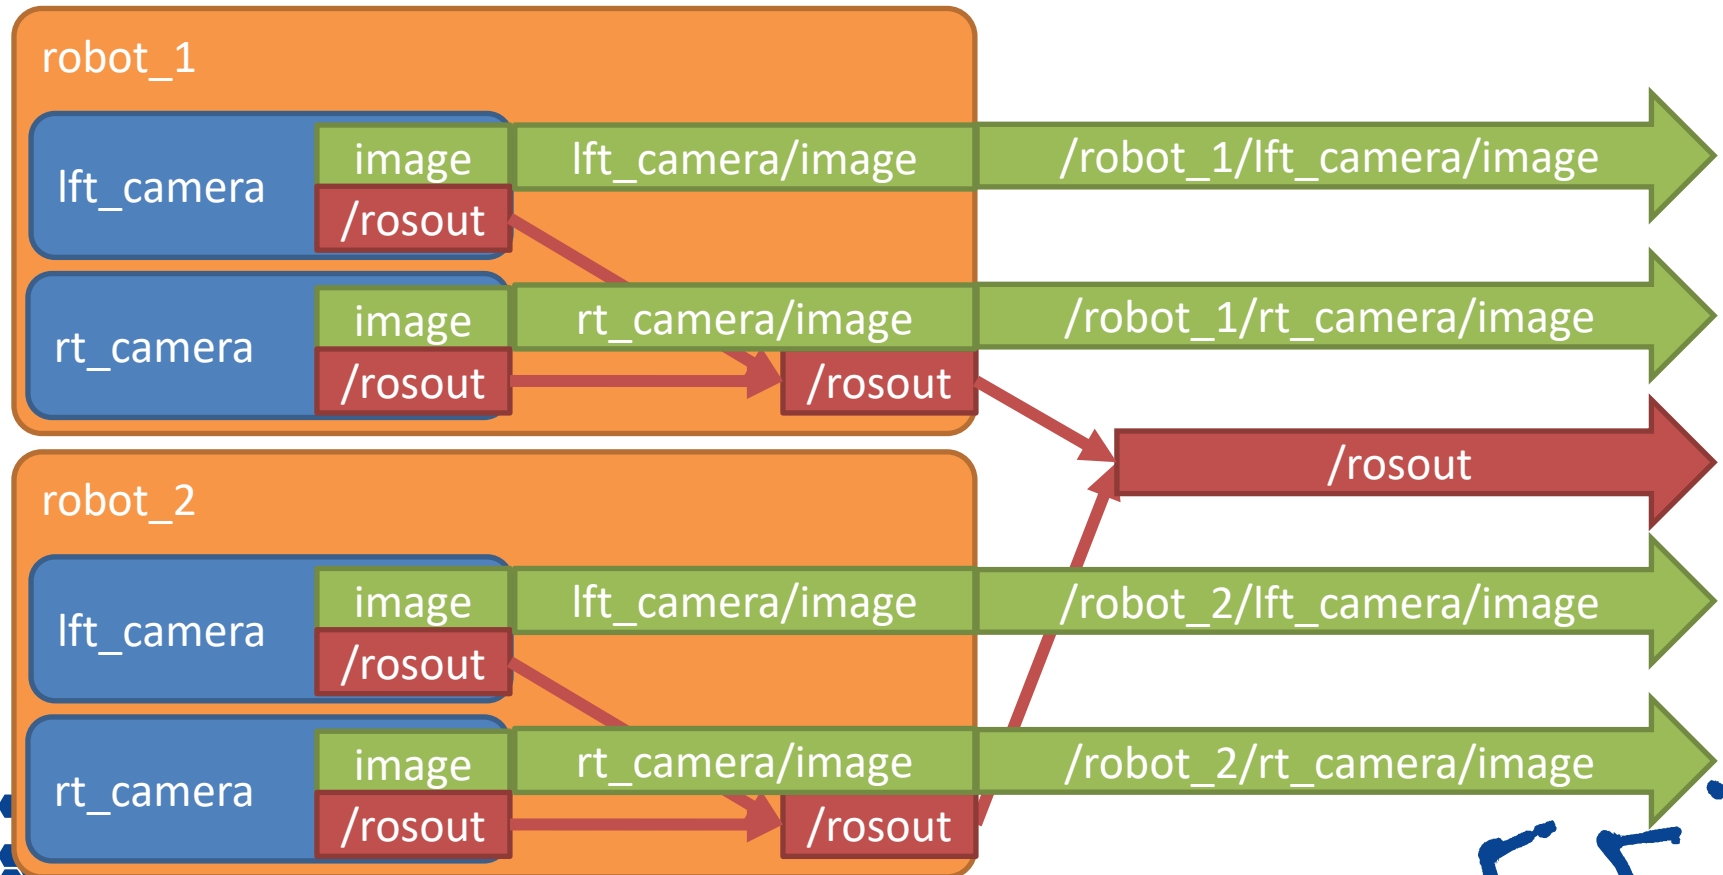 robot_1
lft_camera
image
lft_camera/image
/robot_1/lft_camera/image
/rosout
rt_camera
image
rt_camera/image
/robot_1/rt_camera/image
/rosout
/rosout
/rosout
robot_2
lft_camera
image
lft_camera/image
/robot_2/lft_camera/image
/rosout
rt_camera
image
rt_camera/image
/robot_2/rt_camera/image
/rosout
/rosout